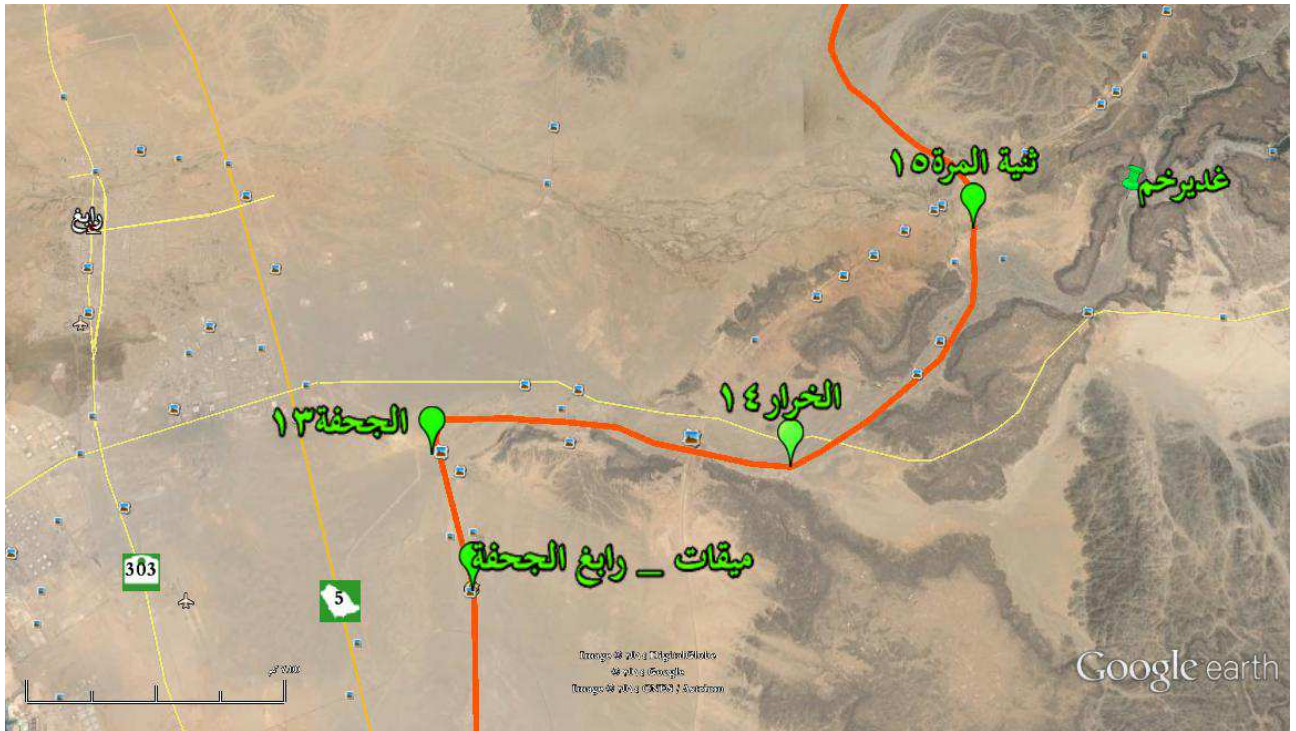 ثنية المرة١٥
غديرخم
رابغ
الخرار١٤
الجحفة١٣
ميقات _ رابغ الجحفة
303
5
Google earth